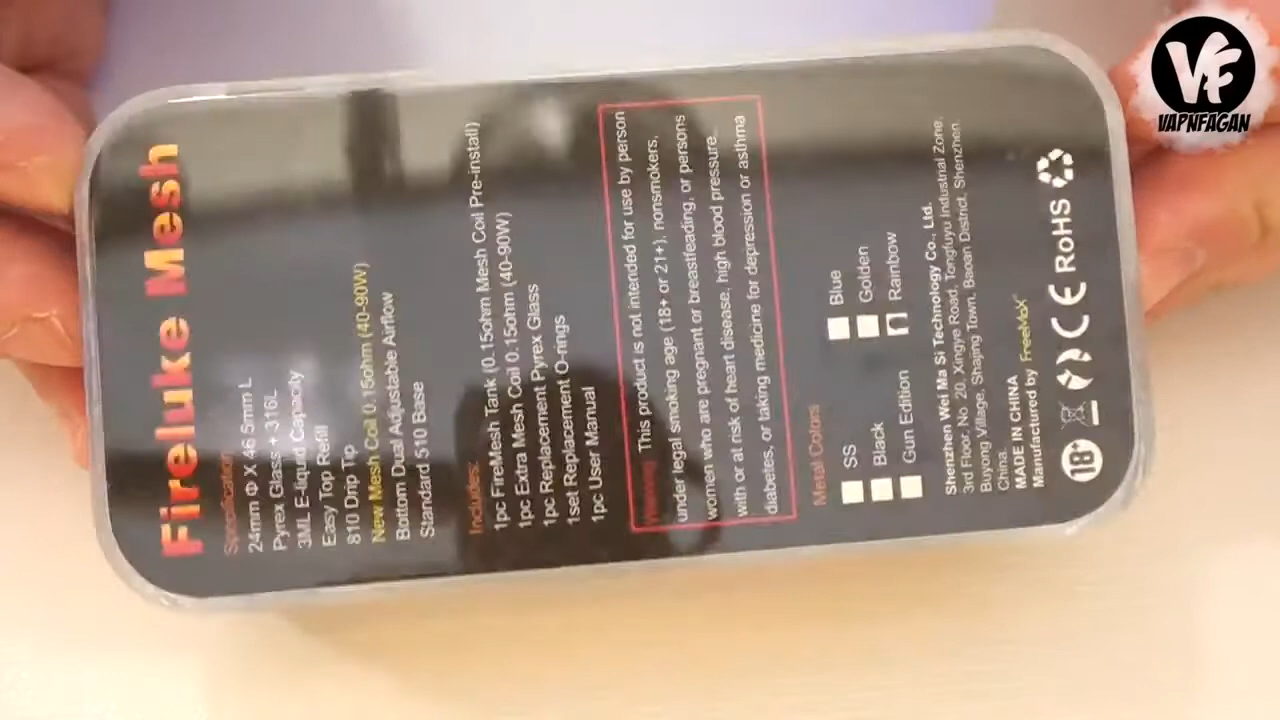 Fireluke Mesh
Specification:
24mm Φ X 46.5mm L
Pyrex Glass + 316L
3ML E-liquid Capacity
Easy Top Refill
810 Drip Tip
New Mesh Coil 0.15ohm (40-90W)
Bottom Dual Adjustable Airflow
Standard 510 Base
Includes:
1pc FireMesh Tank (0.15ohm Mesh Coil Pre-install)
1pc Extra Mesh Coil 0.15ohm (40-90W)
1pc Replacement Pyrex Glass
1set Replacement O-rings
1pc User Manual
Warning: This product is not intended for use by person
under legal smoking age (18+ or 21+), nonsmokers,
women who are pregnant or breastfeading, or persons
with or at risk of heart disease, high blood pressure,
diabetes, or taking medicine for depression or asthma
Metal Colors
SS
Black
Gun Edition
Blue
Golden
Rainbow
Shenzhen Wei Ma Si Technology Co., Ltd.
3rd Floor, No. 20, Xingye Road, Tongfuyu Industrial Zone,
Buyong Village, Shajing Town, Baoan District, Shenzhen,
China.
MADE IN CHINA
Manufactured by FreeMaX
18+ CE RoHS
VF
VAPNFAGAN